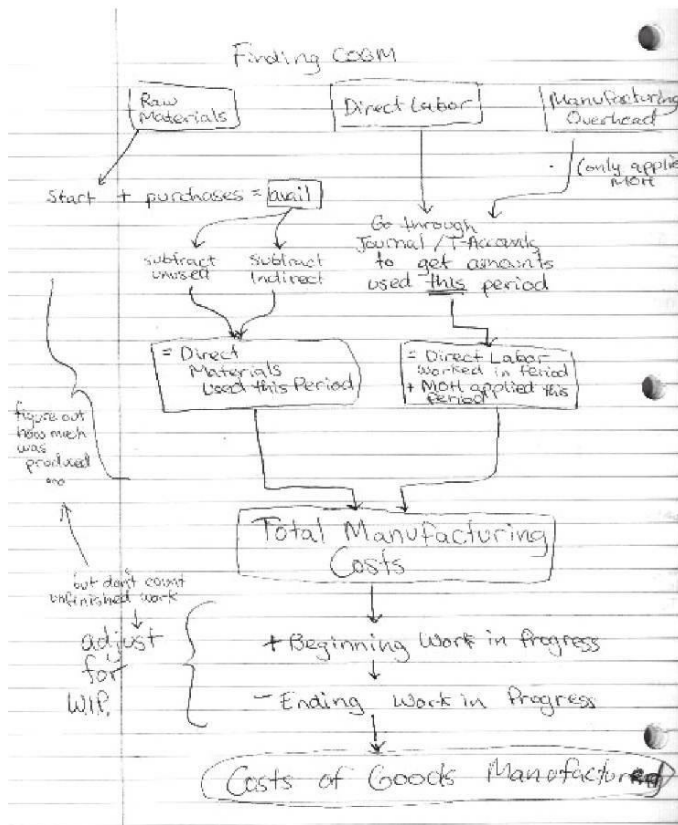 Finding COGM
Raw
Materials
Direct Labor
Manufacturing
Overhead
(only applied
MOH
Start + purchases = avail
subtract
unused
subtract
Indirect
Go through
Journal / T-Accounts
to get amounts
used this period
= Direct
Materials
Used this Period
= Direct Labor
worked in Period
+ MOH applied this
Period
figure out
how much
was
produced
Total Manufacturing
Costs
but don't count
unfinished work
adjust
for
WIP.
+ Beginning Work in Progress
- Ending Work in Progress
Costs of Goods Manufactured